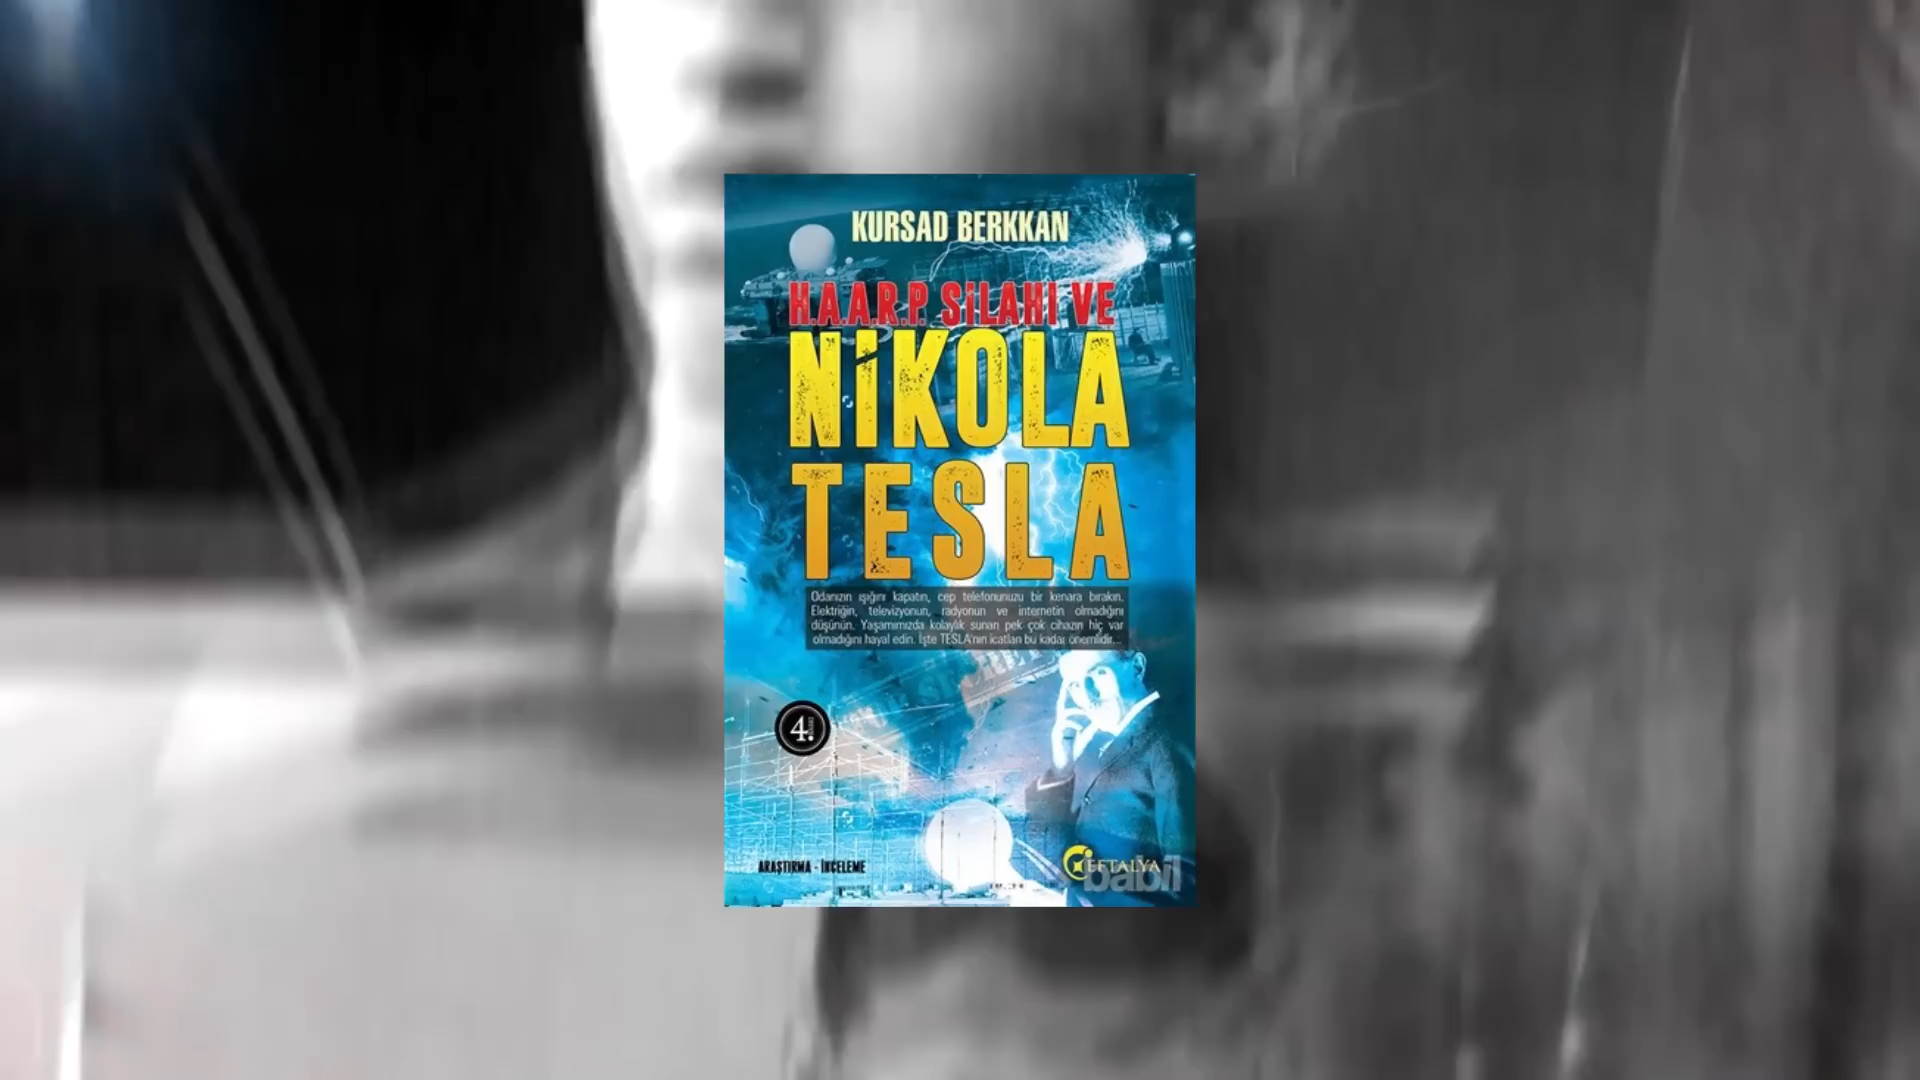 KURSAD BERKKAN
H.A.A.R.P. SİLAHI VE
NİKOLA
TESLA
Odanızın ışığını kapatın, cep telefonunuzu bir kenara bırakın.
Elektriğin, televizyonun, radyonun ve internetin olmadığını
düşünün. Yaşamımızda kolaylık sunan pek çok cihazın hiç var
olmadığını hayal edin. İşte TESLA'nın icatları bu kadar önemlidir...
4.
ARAŞTIRMA - İNCELEME
EFTALYA
babil